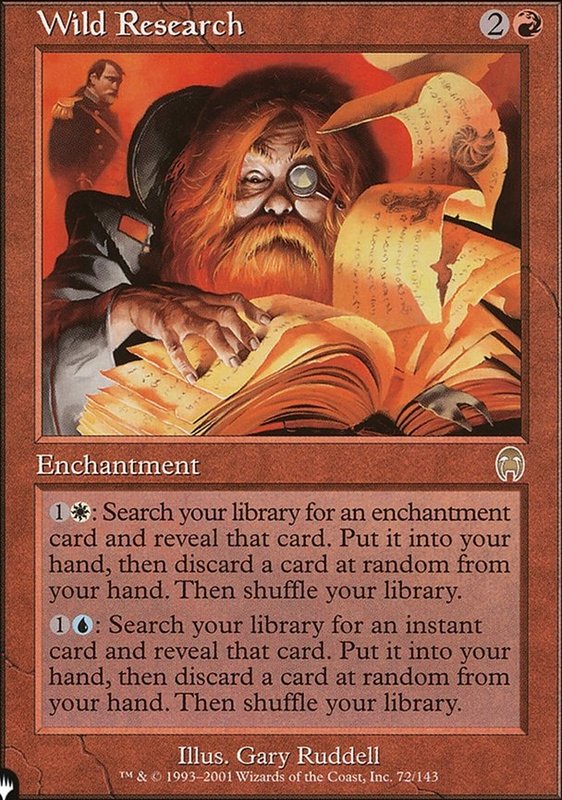 Wild Research 2
Enchantment
1: Search your library for an enchantment
card and reveal that card. Put it into your
hand, then discard a card at random from
your hand. Then shuffle your library.
1: Search your library for an instant
card and reveal that card. Put it into your
hand, then discard a card at random from
your hand. Then shuffle your library.
Illus. Gary Ruddell
™ & © 1993–2001 Wizards of the Coast, Inc. 72/143